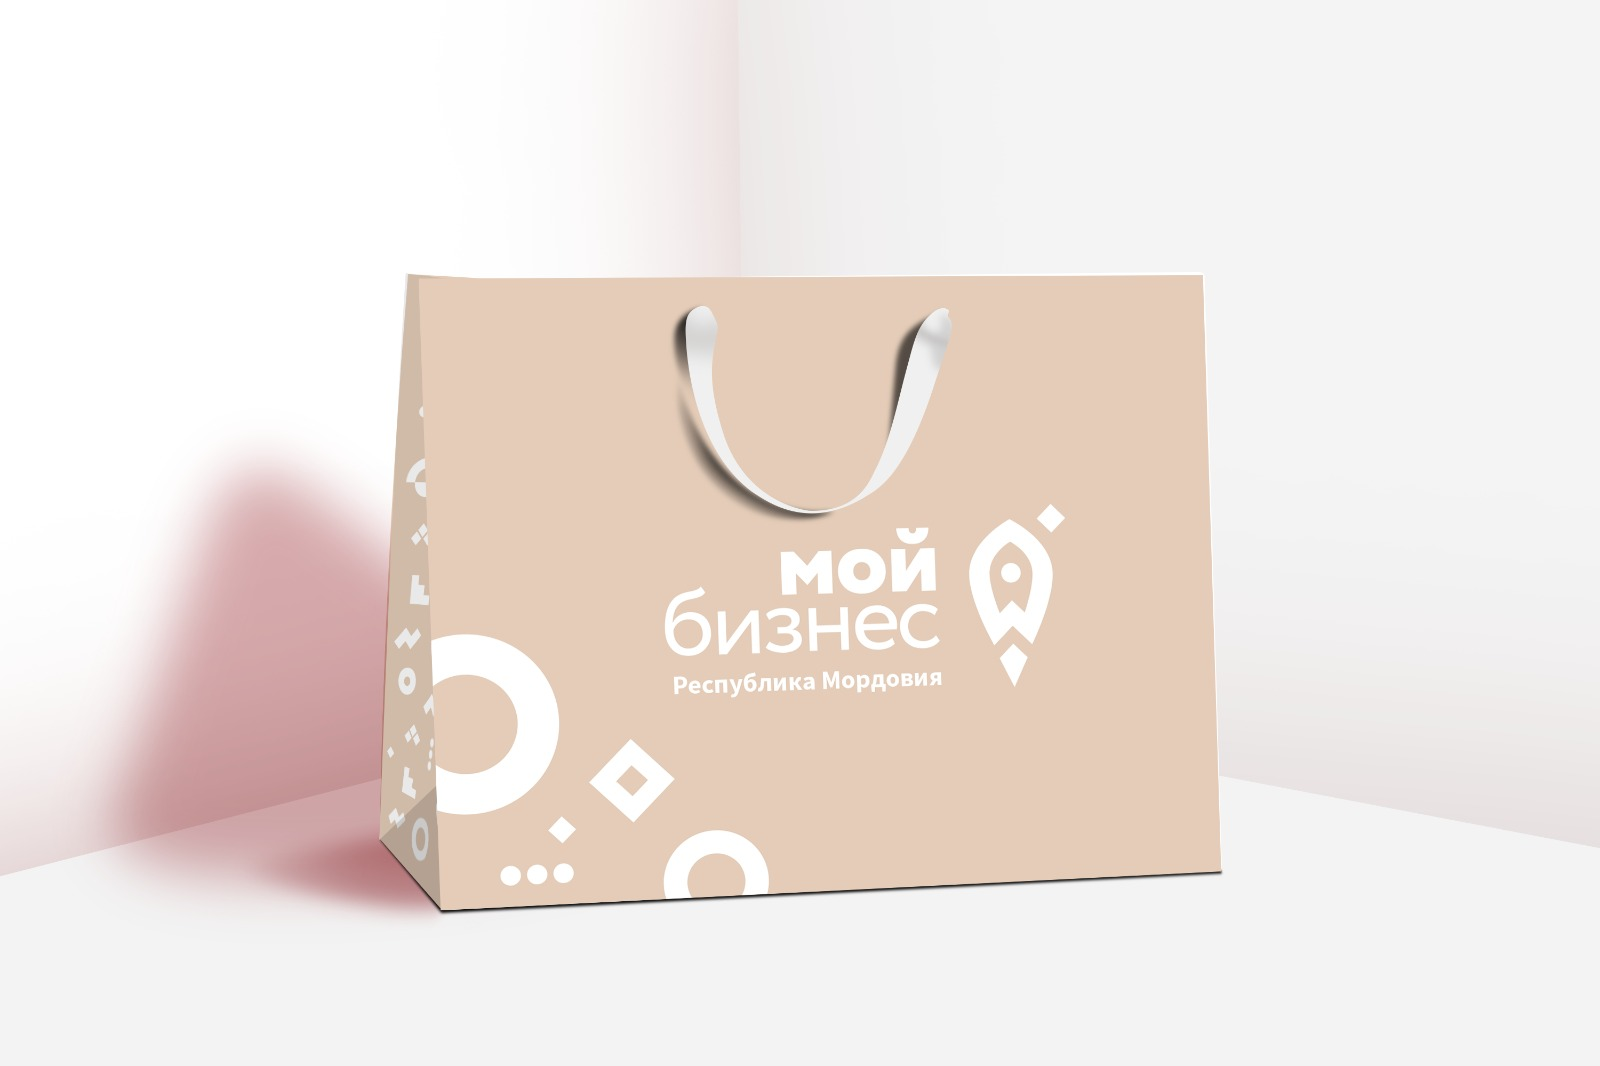 мой
бизнес
Республика Мордовия